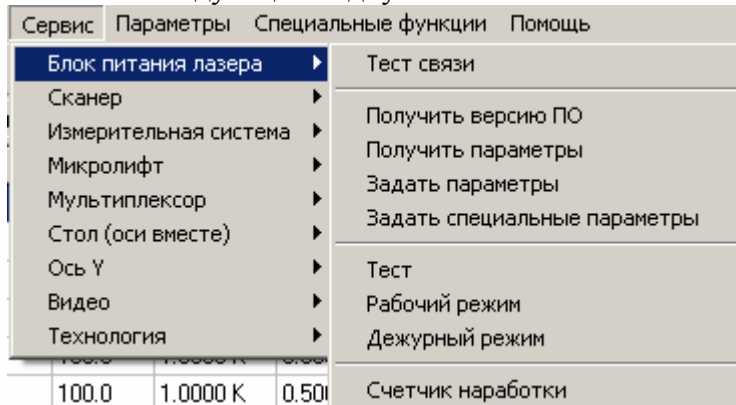 Сервис Параметры Специальные функции Помощь
Блок питания лазера
Сканер
Измерительная система
Микролифт
Мультиплексор
Стол (оси вместе)
Ось Y
Видео
Технология
Тест связи
Получить версию ПО
Получить параметры
Задать параметры
Задать специальные параметры
Тест
Рабочий режим
Дежурный режим
Счетчик наработки
100.0 1.0000 K